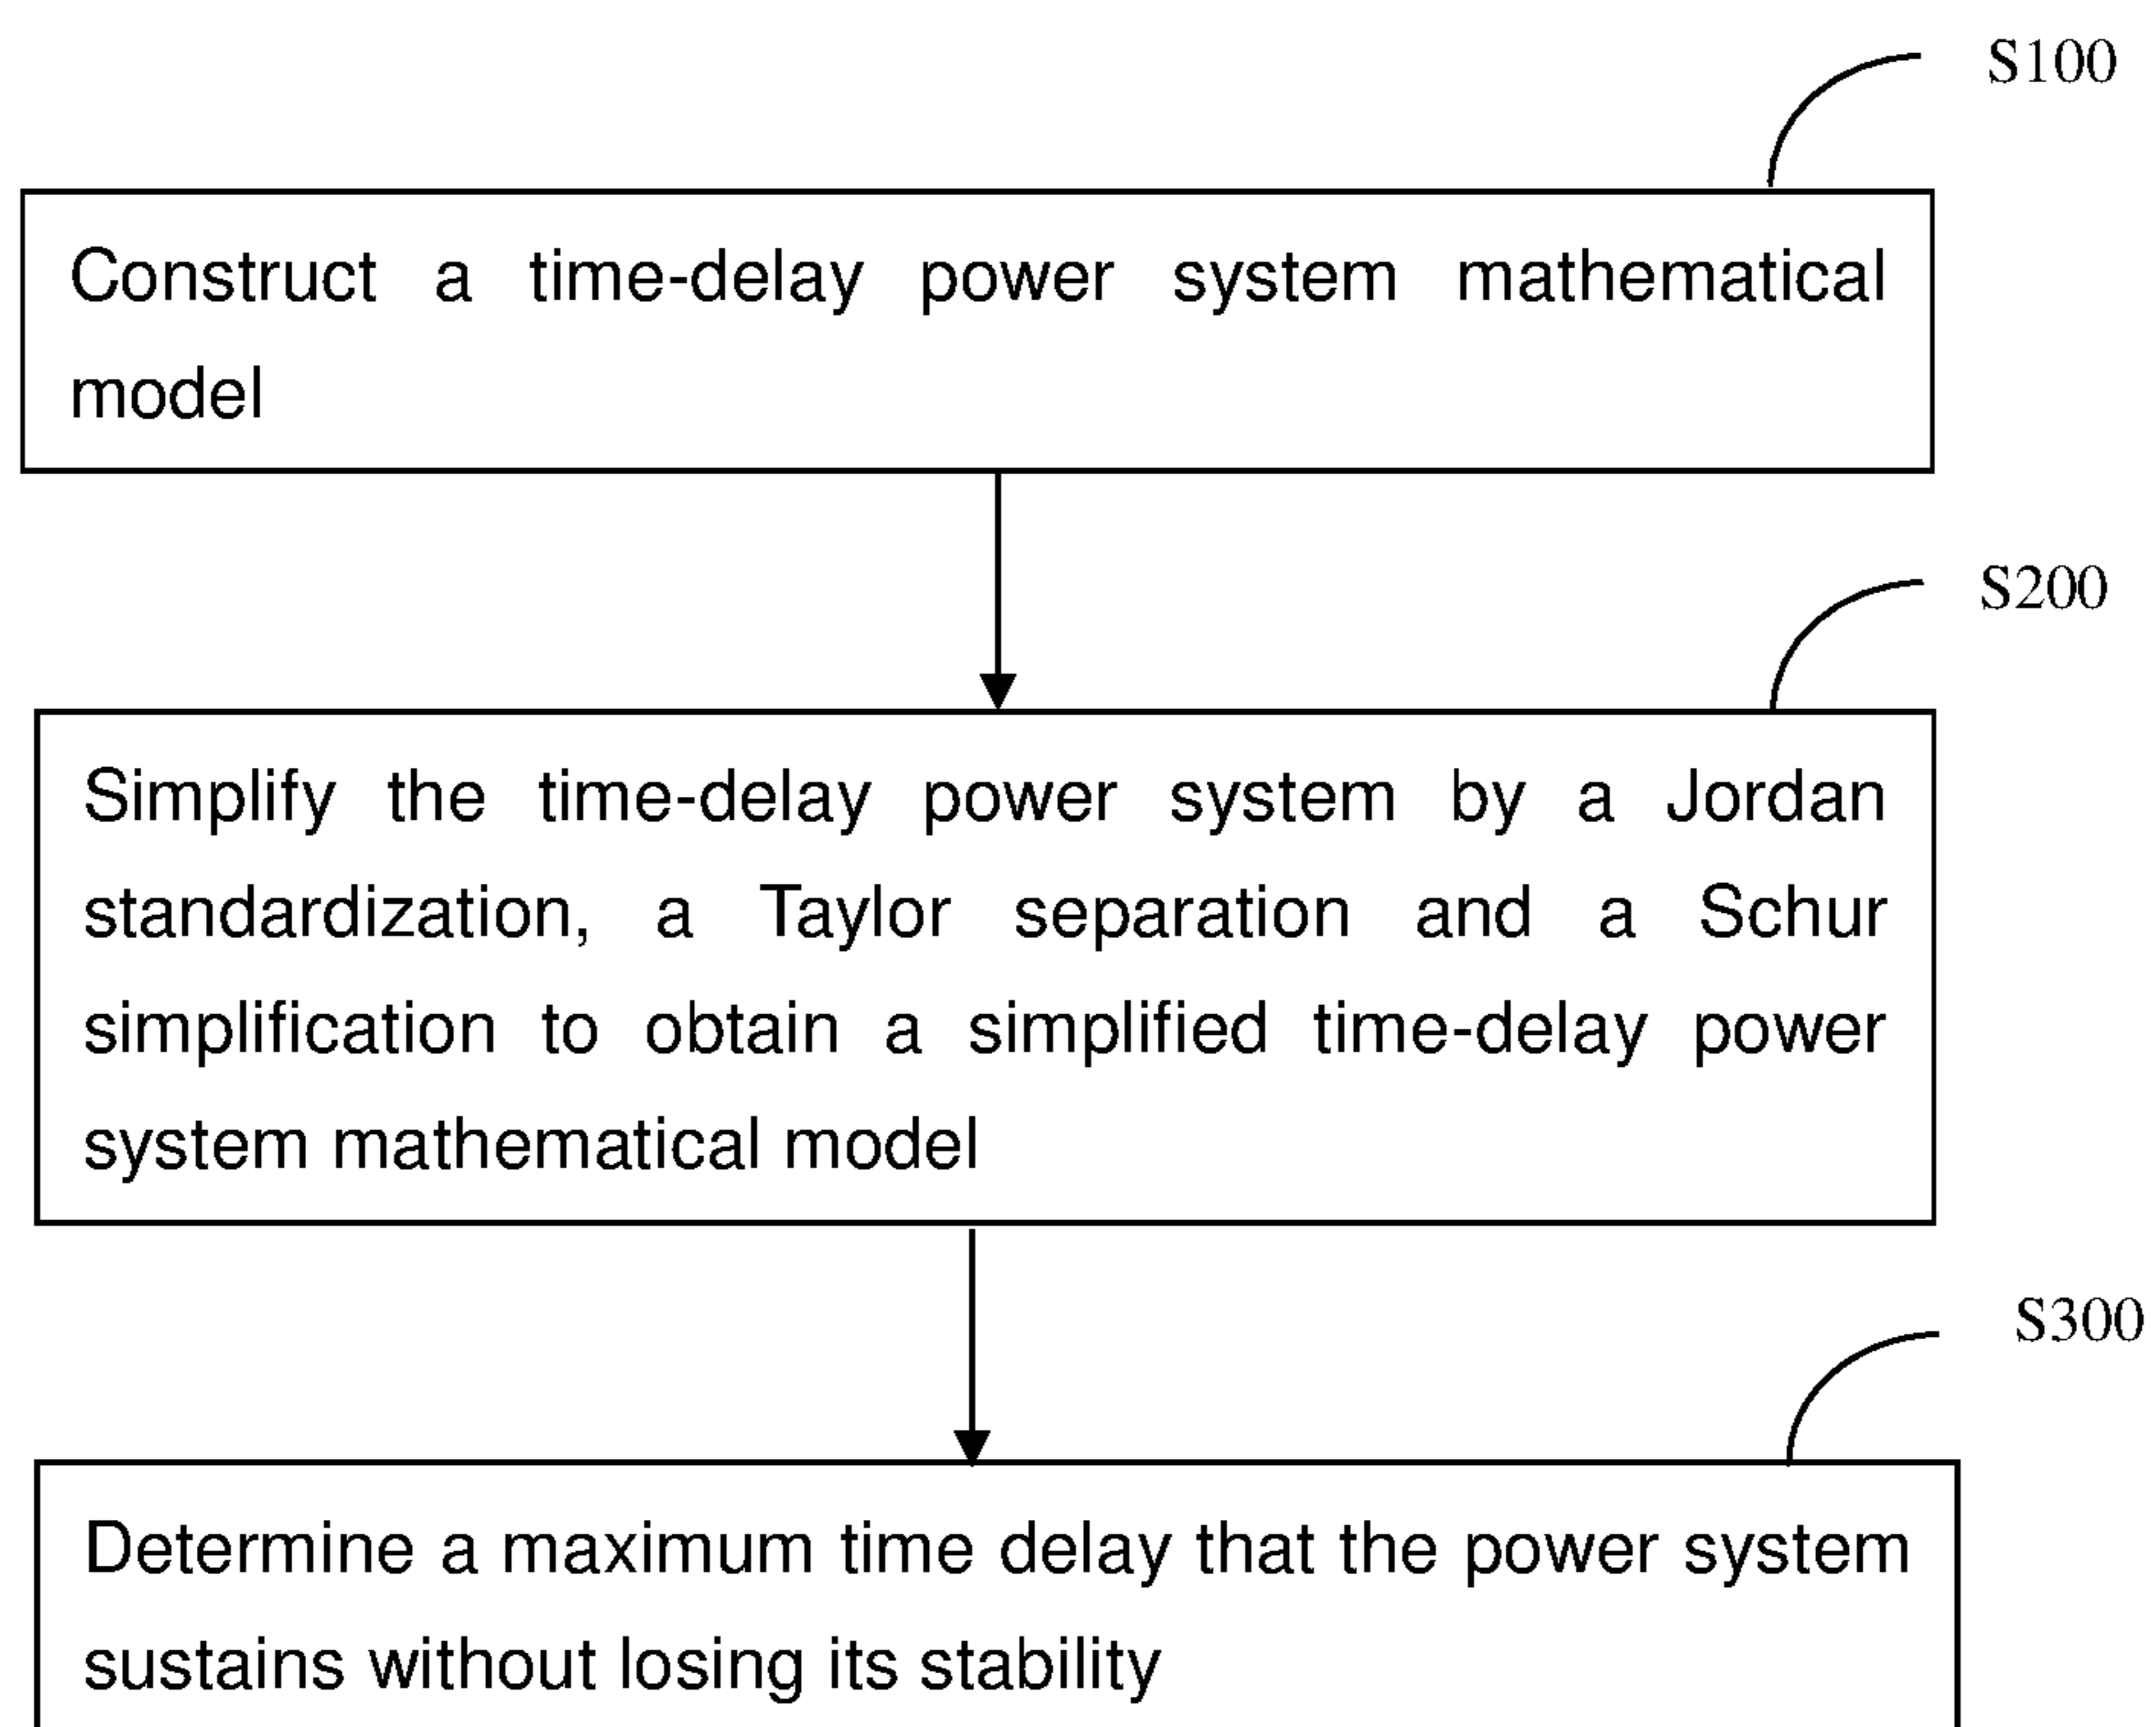 S100
Construct a time-delay power system mathematical
model
S200
Simplify the time-delay power system by a Jordan
standardization, a Taylor separation and a Schur
simplification to obtain a simplified time-delay power
system mathematical model
S300
Determine a maximum time delay that the power system
sustains without losing its stability